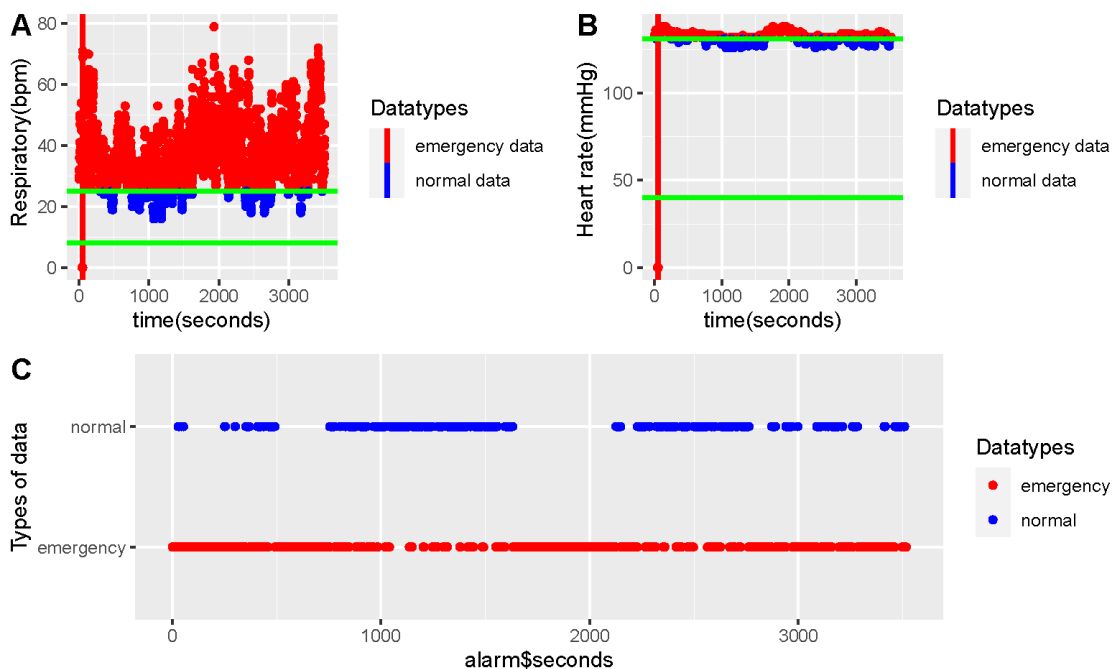 A
Respiratory(bpm)
80
60
40
20
0
0 1000 2000 3000
time(seconds)
Datatypes
emergency data
normal data
B
Heart rate(mmHg)
100
50
0
0 1000 2000 3000
time(seconds)
Datatypes
emergency data
normal data
C
Types of data
normal
emergency
0 1000 2000 3000
alarm$seconds
Datatypes
emergency
normal